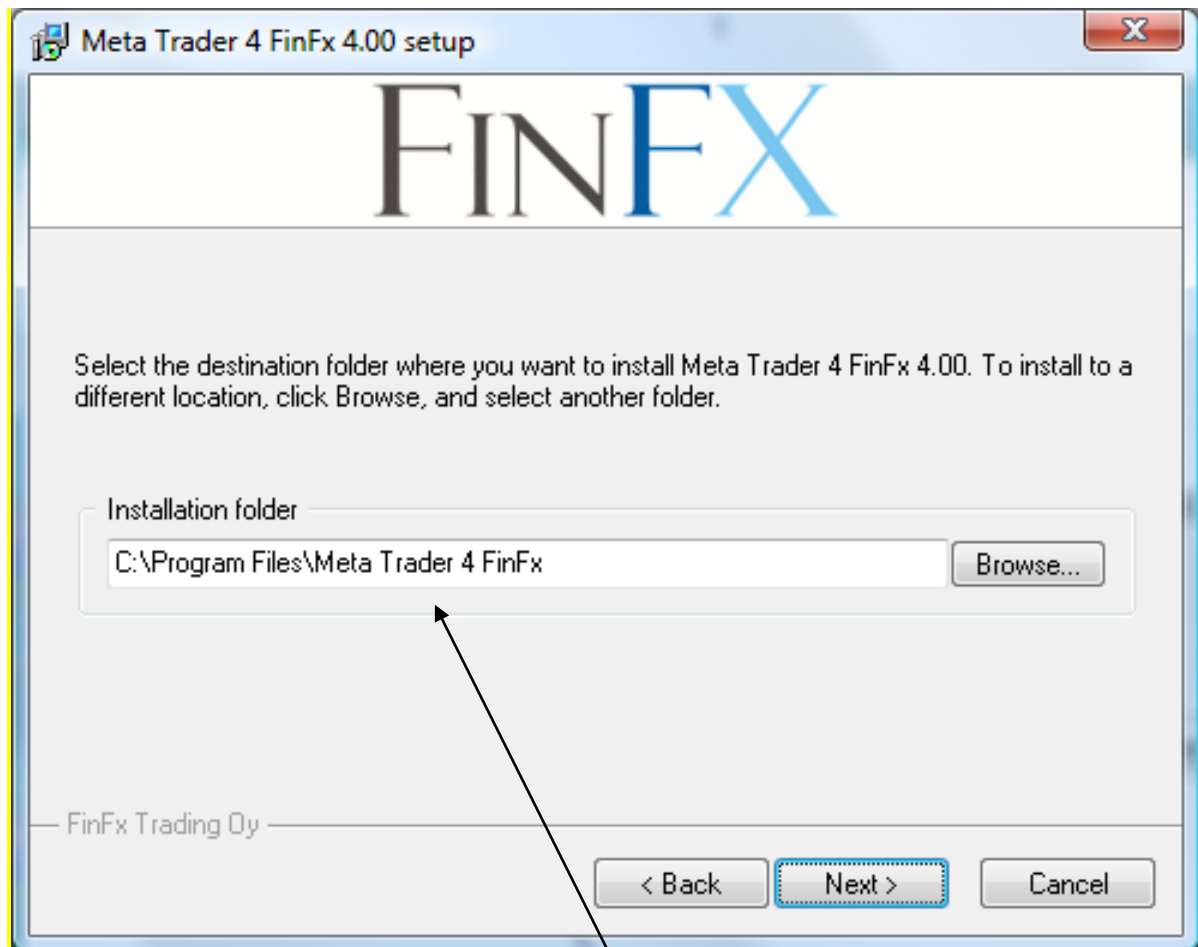 Meta Trader 4 FinFx 4.00 setup
FINFX
Select the destination folder where you want to install Meta Trader 4 FinFx 4.00. To install to a
different location, click Browse, and select another folder.
Installation folder
C:\Program Files\Meta Trader 4 FinFx
Browse...
FinFx Trading Oy
< Back
Next >
Cancel